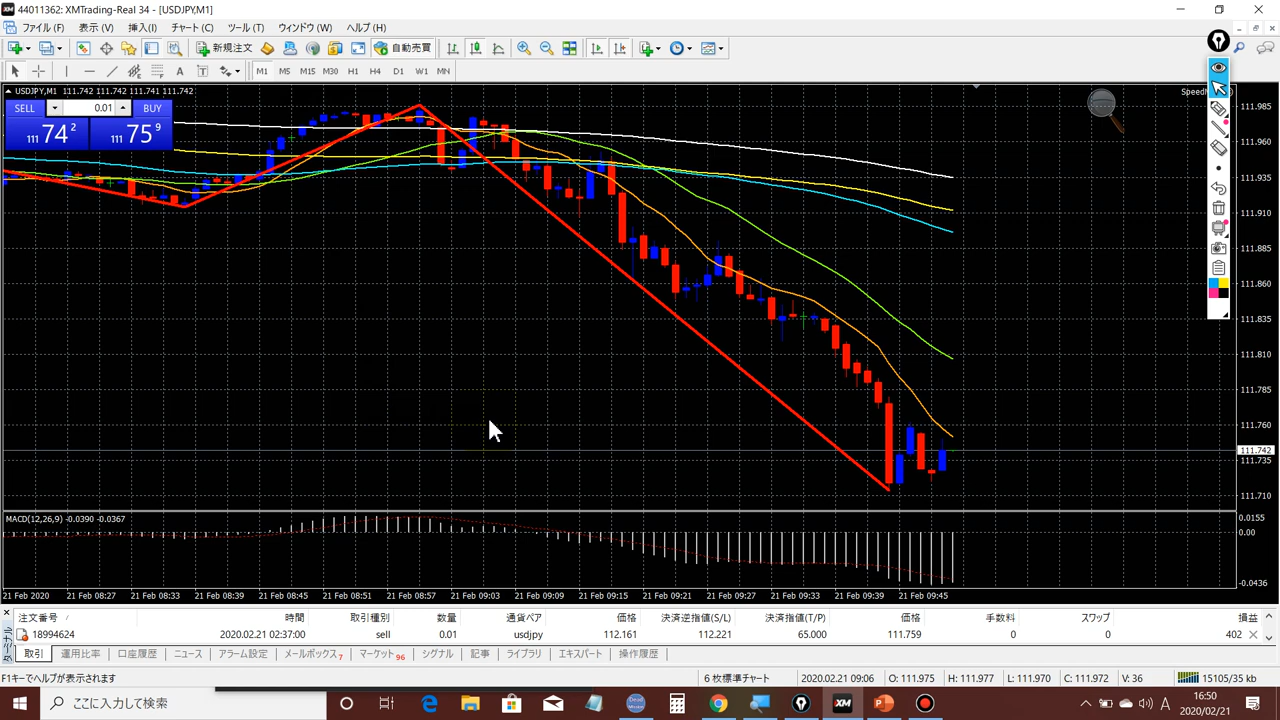 44011362: XMTrading-Real 34 - [USDJPY,M1]
ファイル (F) 表示 (V) 挿入(I) チャート (C) ツール (T) ウィンドウ (W) ヘルプ (H)
新規注文 自動売買
A T M1 M5 M15 M30 H1 H4 D1 W1 MN
USDJPY,M1 111.742 111.742 111.741 111.742
SELL 0.01 BUY
111 74 2 111 75 9
111.985
111.960
111.935
111.910
111.885
111.860
111.835
111.810
111.785
111.760
111.742
111.735
111.710
MACD(12,26,9) -0.0390 -0.0367
0.0155
0.00
-0.0436
21 Feb 2020 21 Feb 08:27 21 Feb 08:33 21 Feb 08:39 21 Feb 08:45 21 Feb 08:51 21 Feb 08:57 21 Feb 09:03 21 Feb 09:09 21 Feb 09:15 21 Feb 09:21 21 Feb 09:27 21 Feb 09:33 21 Feb 09:39 21 Feb 09:45
注文番号 / 時間 取引種別 数量 通貨ペア 価格 決済逆指値(S/L) 決済指値(T/P) 価格 手数料 スワップ 損益
18994624 2020.02.21 02:37:00 sell 0.01 usdjpy 112.161 112.221 65.000 111.759 0 0 402
ターミナル
取引 運用比率 口座履歴 ニュース アラーム設定 メールボックス 7 マーケット 96 シグナル 記事 ライブラリ エキスパート 操作履歴
F1キーでヘルプが表示されます 6 枚標準チャート 2020.02.21 09:06 O: 111.975 H: 111.977 L: 111.970 C: 111.972 V: 36 15105/35 kb
ここに入力して検索 XM A 16:50
2020/02/21